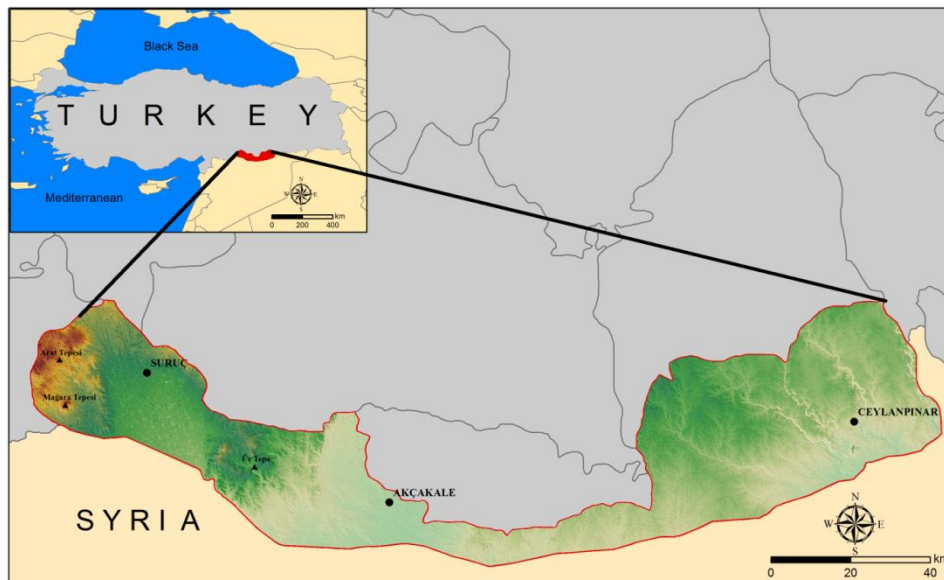 Black Sea
TURKEY
Mediterranean
N
W E
S
km
0 200 400
Arat Tepesi
SURUÇ
Mağara Tepesi
CEYLANPINAR
Üç Tepe
AKÇAKALE
SYRIA
N
W E
S
km
0 20 40